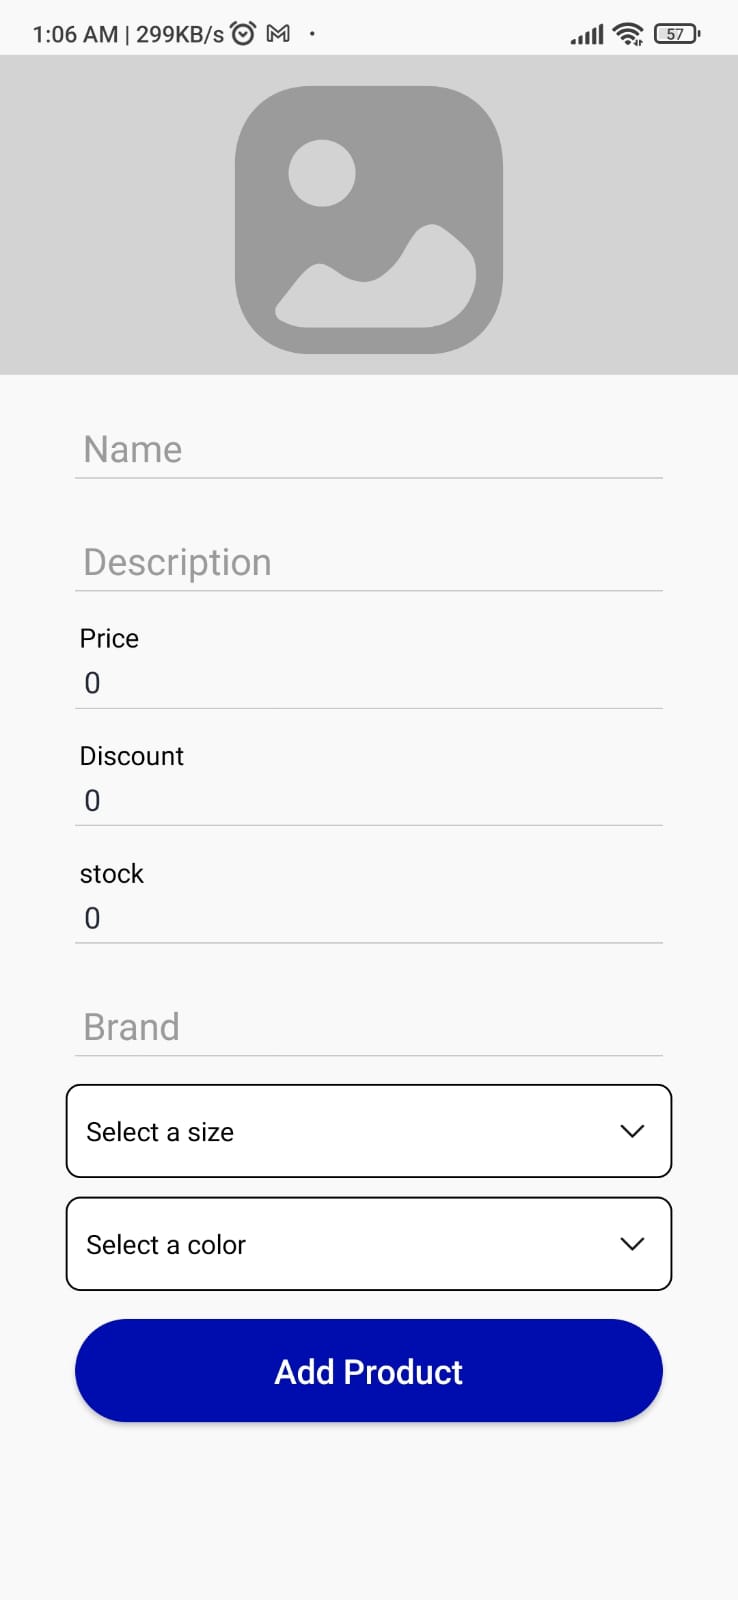 1:06 AM | 299KB/s
57
Name
Description
Price
0
Discount
0
stock
0
Brand
Select a size
Select a color
Add Product